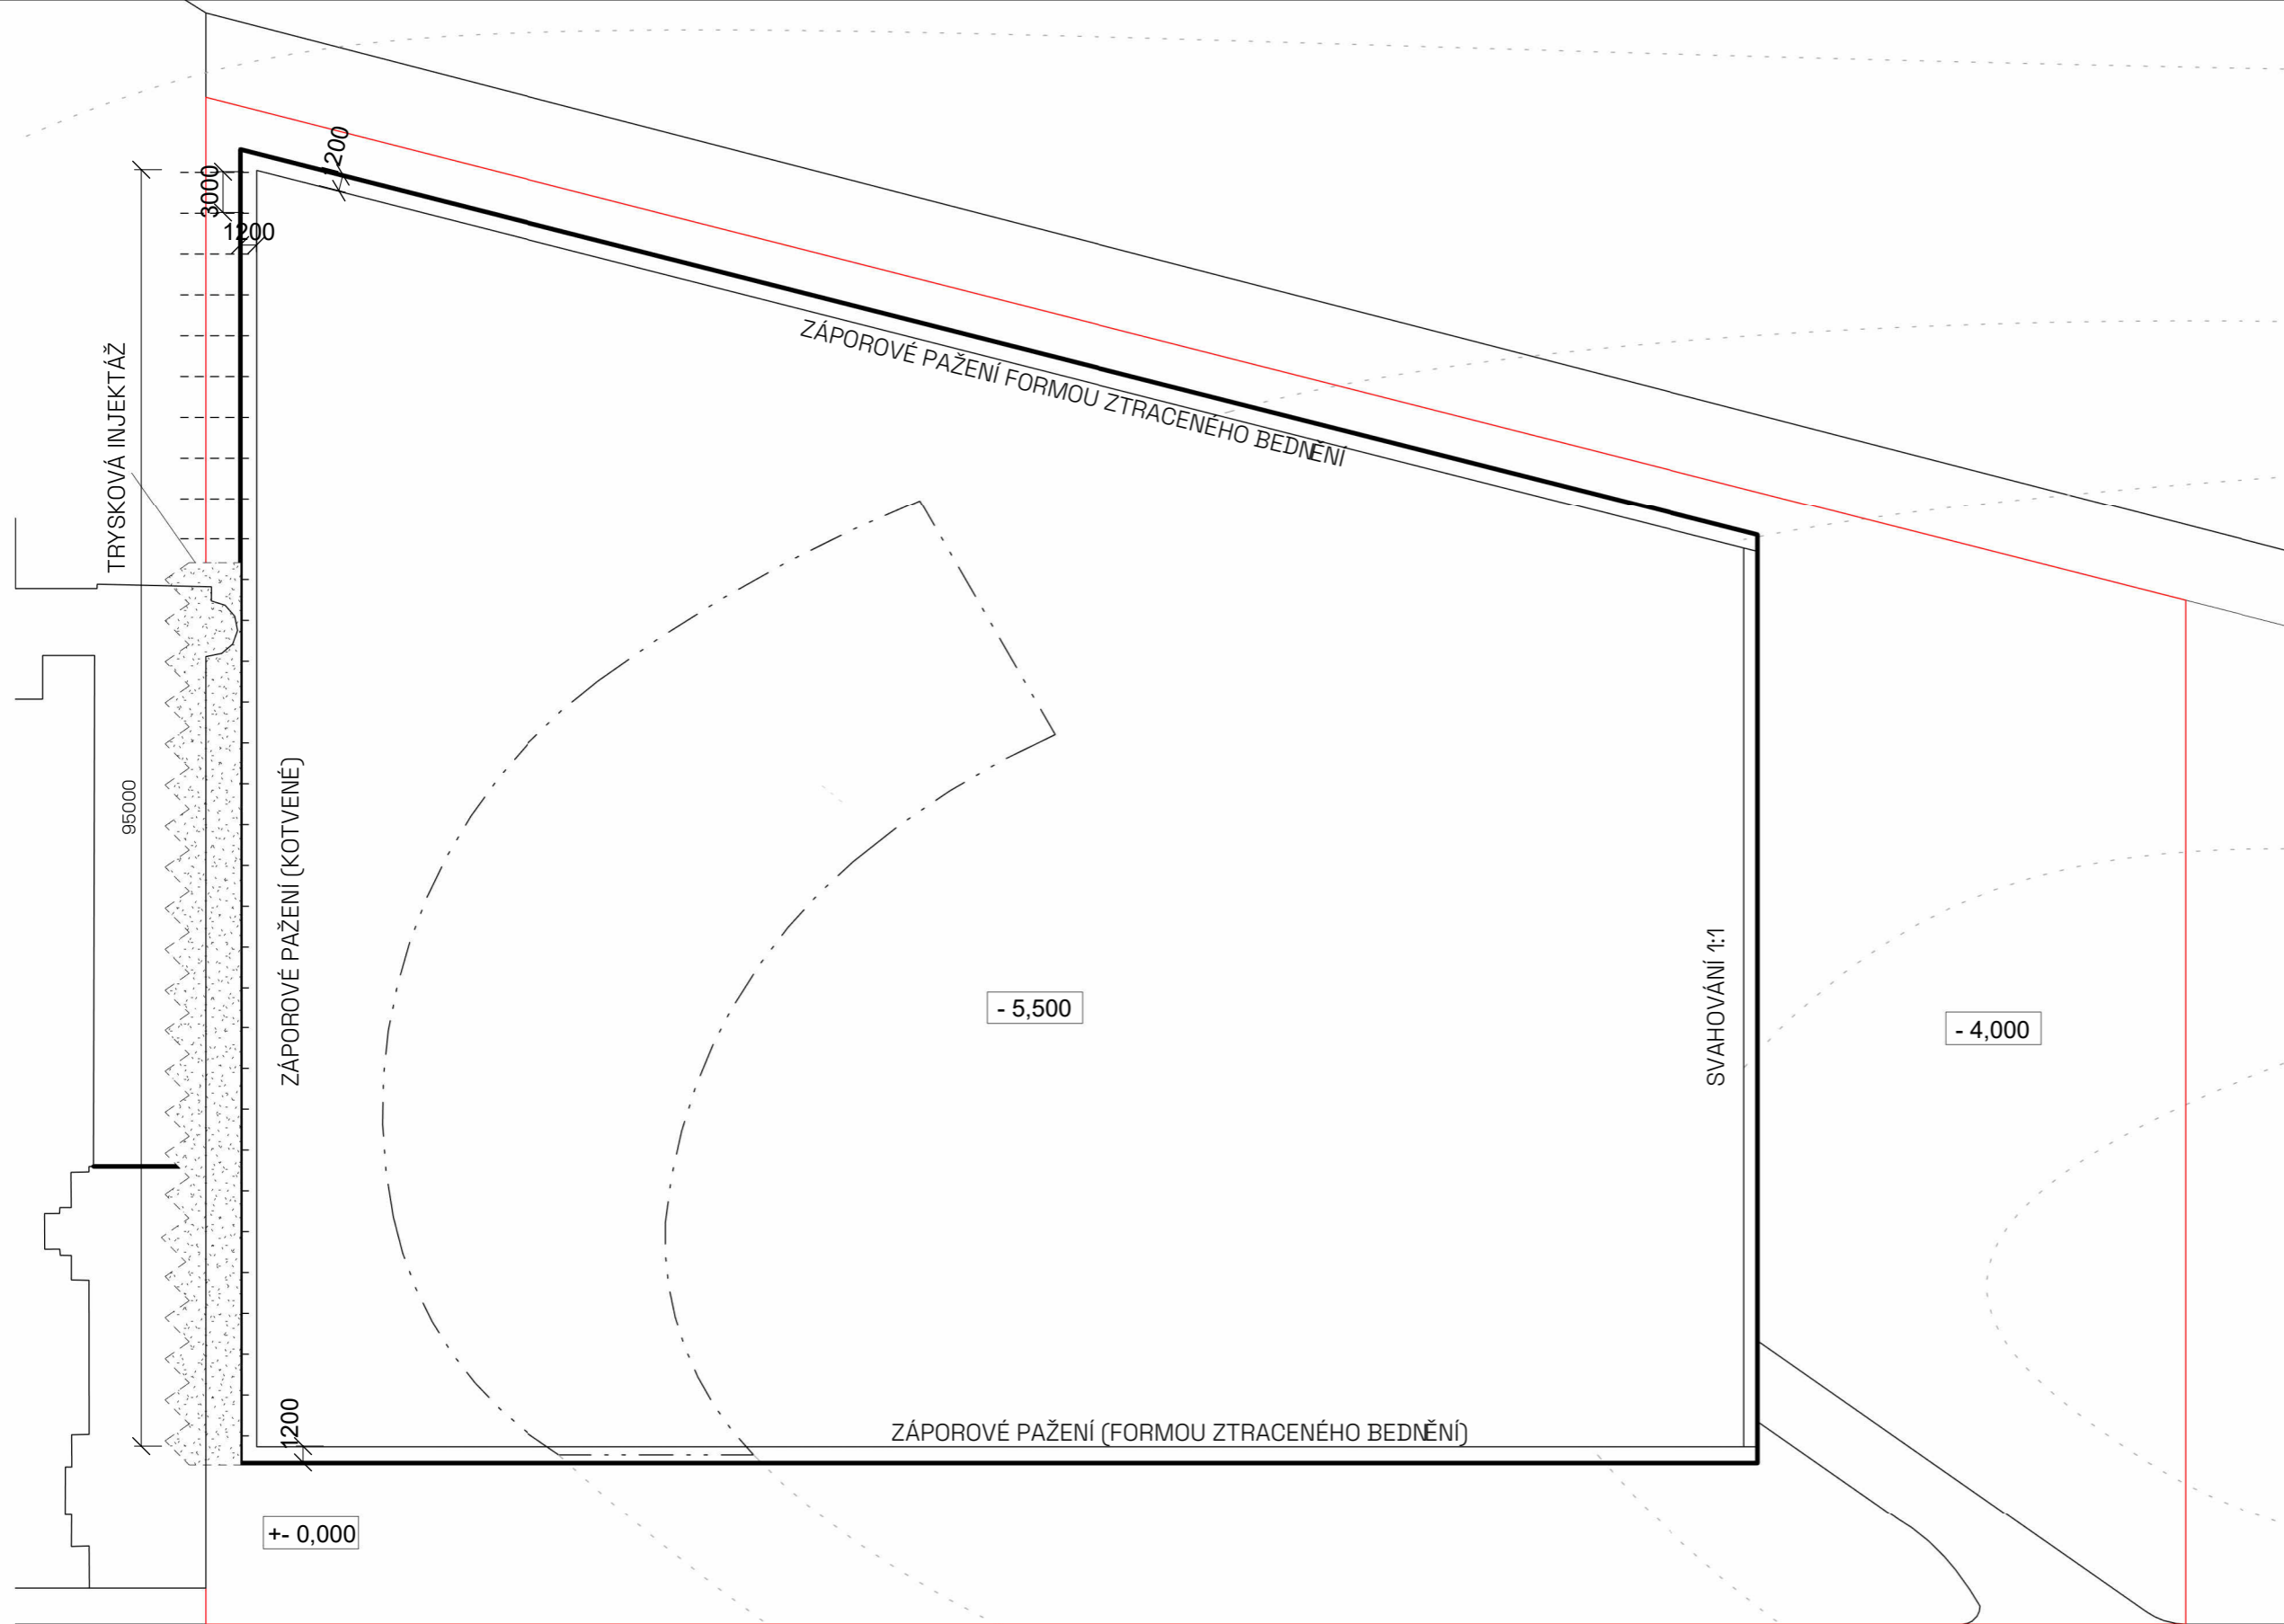 1200
3000
1200
ZÁPOROVÉ PAŽENÍ FORMOU ZTRACENÉHO BEDNĚNÍ
TRYSKOVÁ INJEKTÁŽ
95000
ZÁPOROVÉ PAŽENÍ (KOTVENÉ)
- 5,500
SVAHOVÁNÍ 1:1
- 4,000
1200
ZÁPOROVÉ PAŽENÍ (FORMOU ZTRACENÉHO BEDNĚNÍ)
+- 0,000